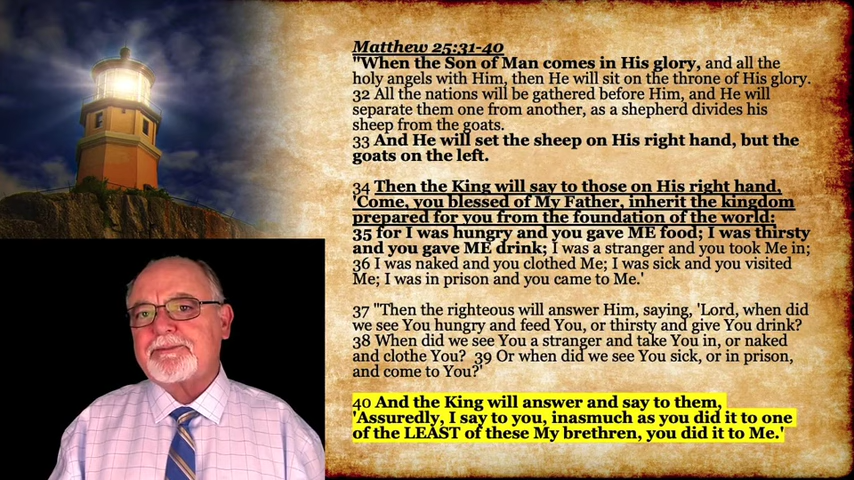 Matthew 25:31-40
"When the Son of Man comes in His glory, and all the
holy angels with Him, then He will sit on the throne of His glory.
32 All the nations will be gathered before Him, and He will
separate them one from another, as a shepherd divides his
sheep from the goats.
33 And He will set the sheep on His right hand, but the
goats on the left.
34 Then the King will say to those on His right hand,
'Come, you blessed of My Father, inherit the kingdom
prepared for you from the foundation of the world:
35 for I was hungry and you gave ME food; I was thirsty
and you gave ME drink; I was a stranger and you took Me in;
36 I was naked and you clothed Me; I was sick and you visited
Me; I was in prison and you came to Me.'
37 "Then the righteous will answer Him, saying, 'Lord, when did
we see You hungry and feed You, or thirsty and give You drink?
38 When did we see You a stranger and take You in, or naked
and clothe You?  39 Or when did we see You sick, or in prison,
and come to You?'
40 And the King will answer and say to them,
'Assuredly, I say to you, inasmuch as you did it to one
of the LEAST of these My brethren, you did it to Me.'